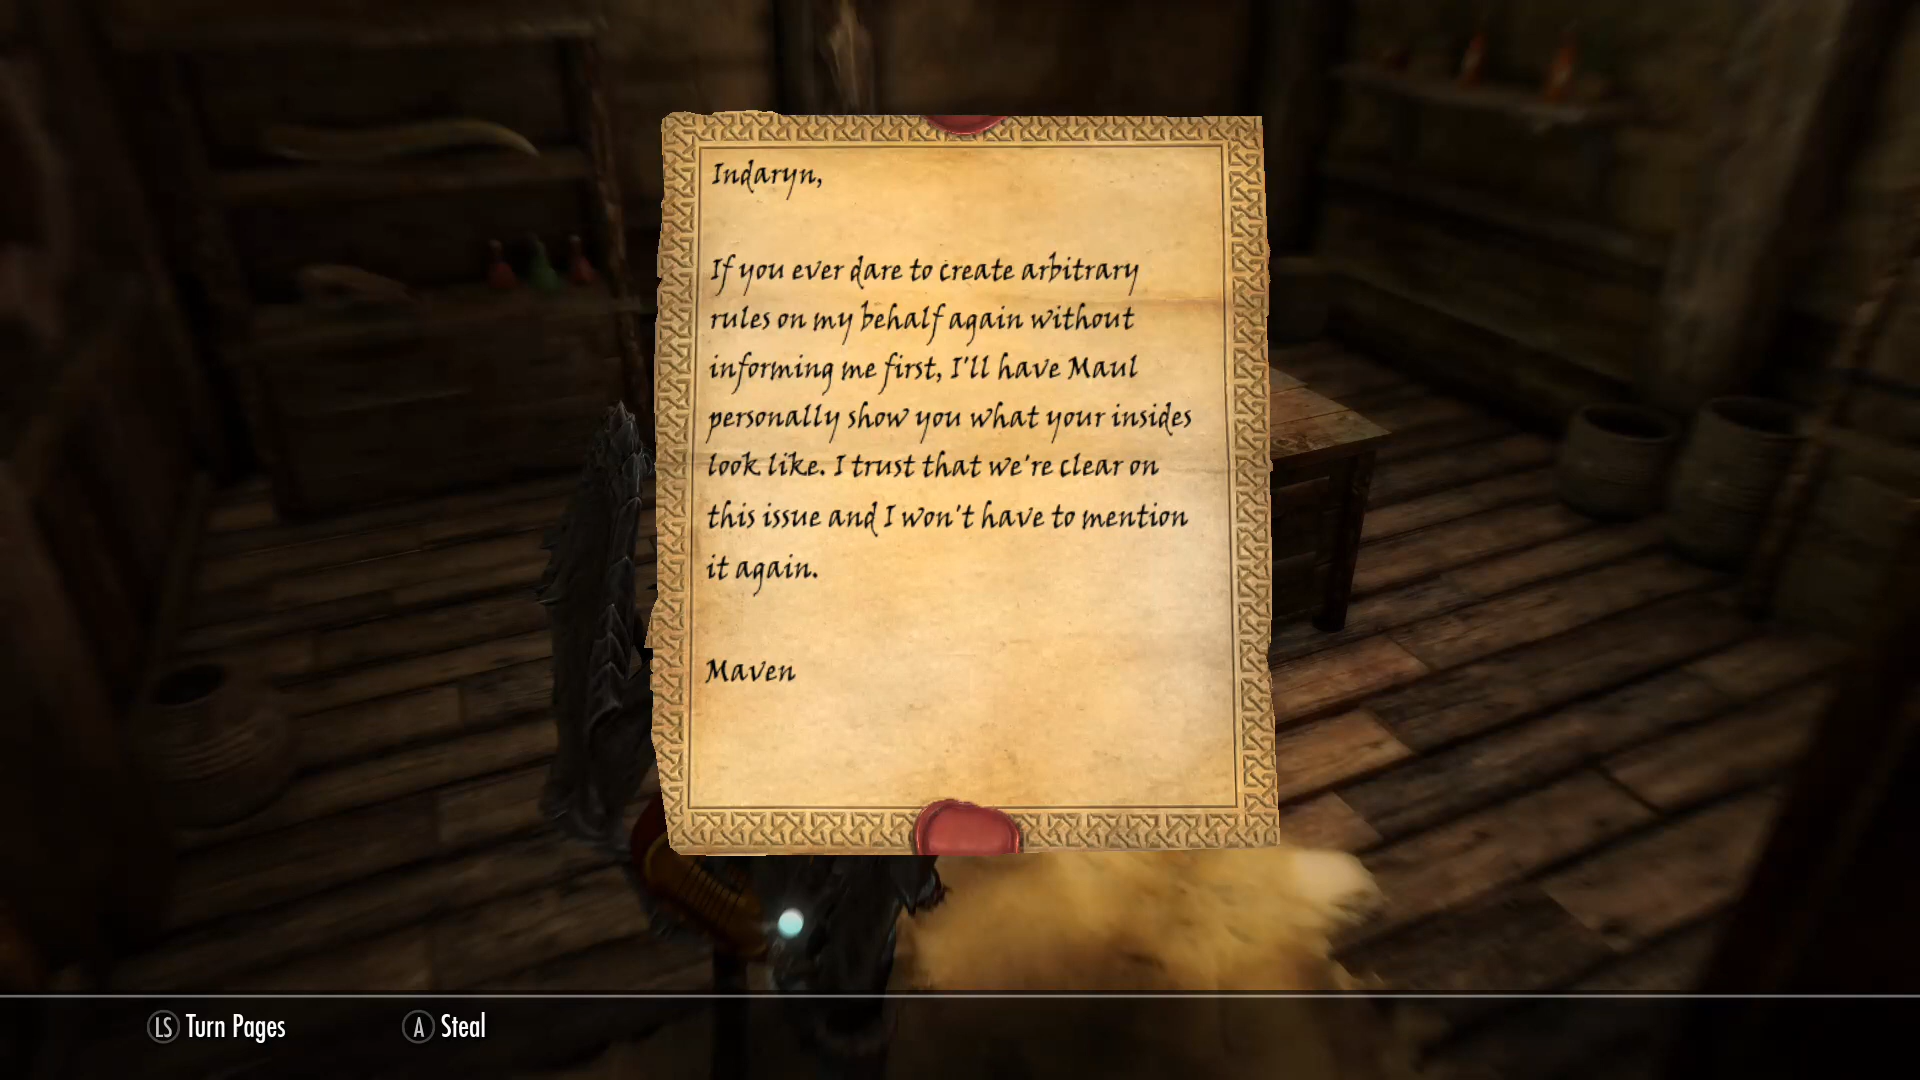 Indaryn,
If you ever dare to create arbitrary
rules on my behalf again without
informing me first, I'll have Maul
personally show you what your insides
look like. I trust that we're clear on
this issue and I won't have to mention
it again.
Maven
LS Turn Pages
A Steal